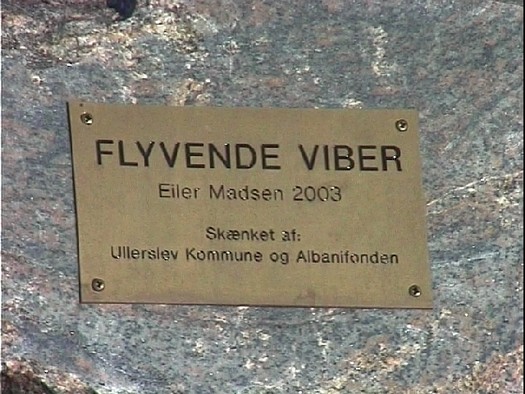 FLYVENDE VIBER
Eiler Madsen 2003
Skænket af:
Ullerslev Kommune og Albanifonden